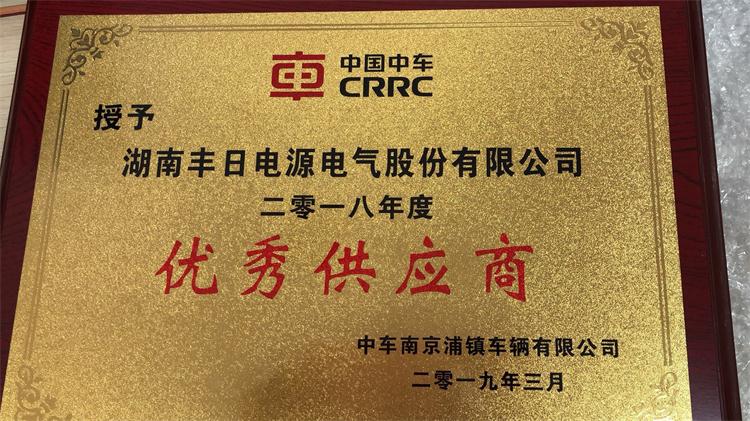 中国中车
CRRC
授予
湖南丰日电源电气股份有限公司
二零一八年度
优秀供应商
中车南京浦镇车辆有限公司
二零一九年三月